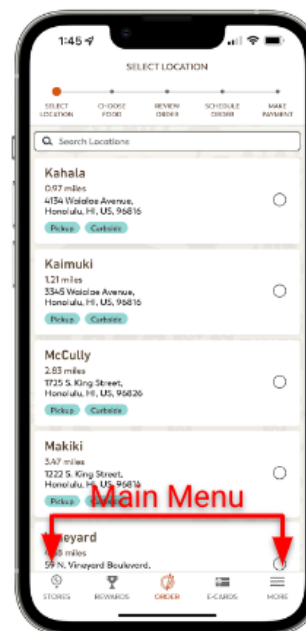 1:45
SELECT LOCATION
SELECT LOCATION
CHOOSE FOOD
REVIEW ORDER
SCHEDULE ORDER
MAKE PAYMENT
Search Locations
Kahala
0.97 miles
4134 Waialae Avenue,
Honolulu, HI, US, 96816
Pickup Curbside
Kaimuki
1.21 miles
3345 Waialae Avenue,
Honolulu, HI, US, 96816
Pickup Curbside
McCully
2.83 miles
1725 S. King Street,
Honolulu, HI, US, 96826
Pickup Curbside
Makiki
3.47 miles
1222 S. King Street,
Honolulu, HI, US, 96814
Pickup
Main Menu
Vineyard
miles
59 N. Vineyard Boulevard,
STORES REWARDS ORDER E-CARDS MORE